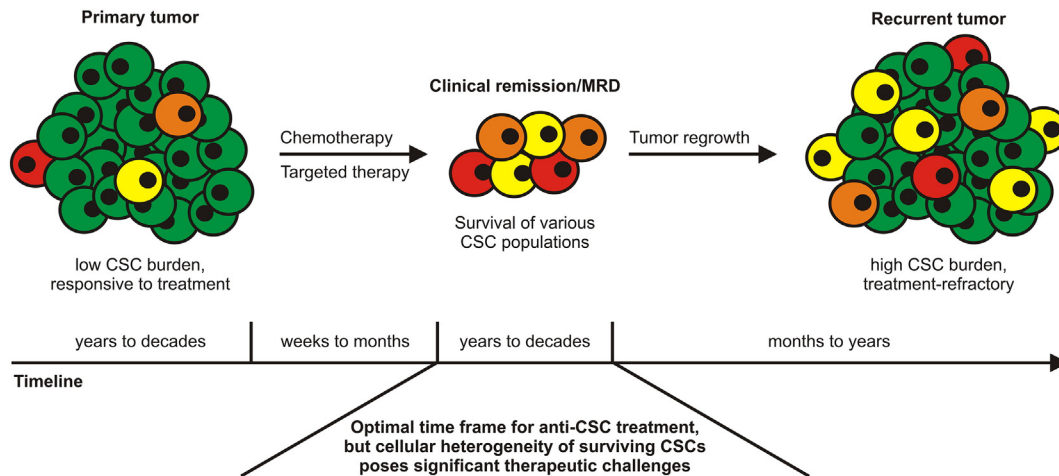 Primary tumor
Recurrent tumor
Clinical remission/MRD
Chemotherapy
Targeted therapy
Tumor regrowth
Survival of various
CSC populations
low CSC burden,
responsive to treatment
high CSC burden,
treatment-refractory
years to decades
weeks to months
years to decades
months to years
Timeline
Optimal time frame for anti-CSC treatment,
but cellular heterogeneity of surviving CSCs
poses significant therapeutic challenges